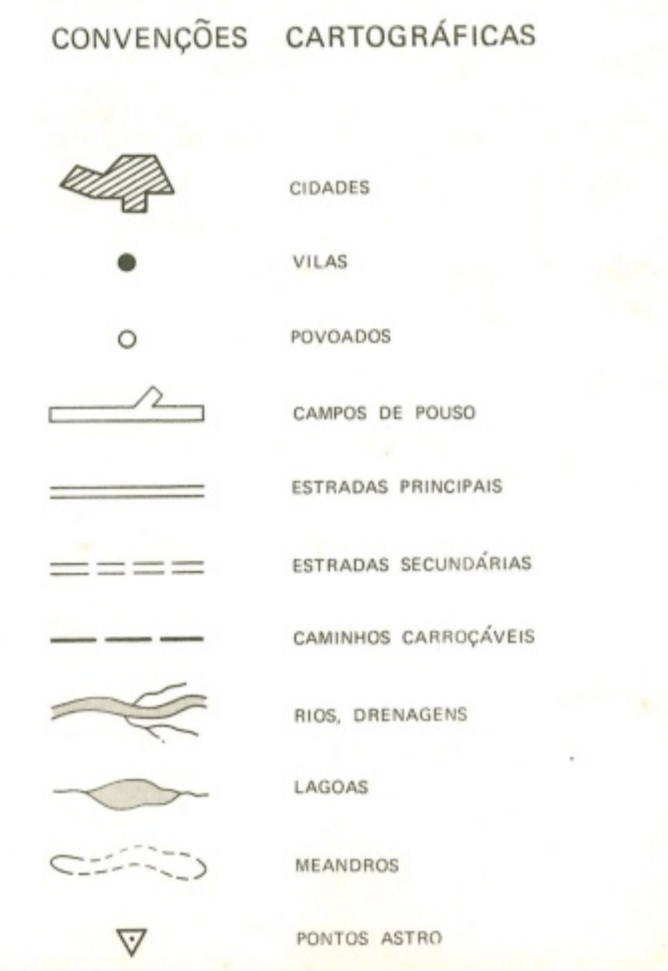 CONVENÇÕES CARTOGRÁFICAS
CIDADES
VILAS
POVOADOS
CAMPOS DE POUSO
ESTRADAS PRINCIPAIS
ESTRADAS SECUNDÁRIAS
CAMINHOS CARROÇÁVEIS
RIOS, DRENAGENS
LAGOAS
MEANDROS
PONTOS ASTRO